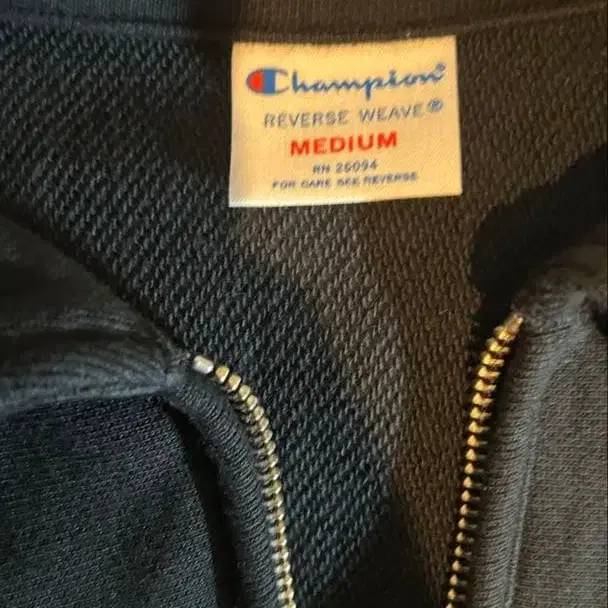 Champion®
REVERSE WEAVE®
MEDIUM
RN 26094
FOR CARE SEE REVERSE